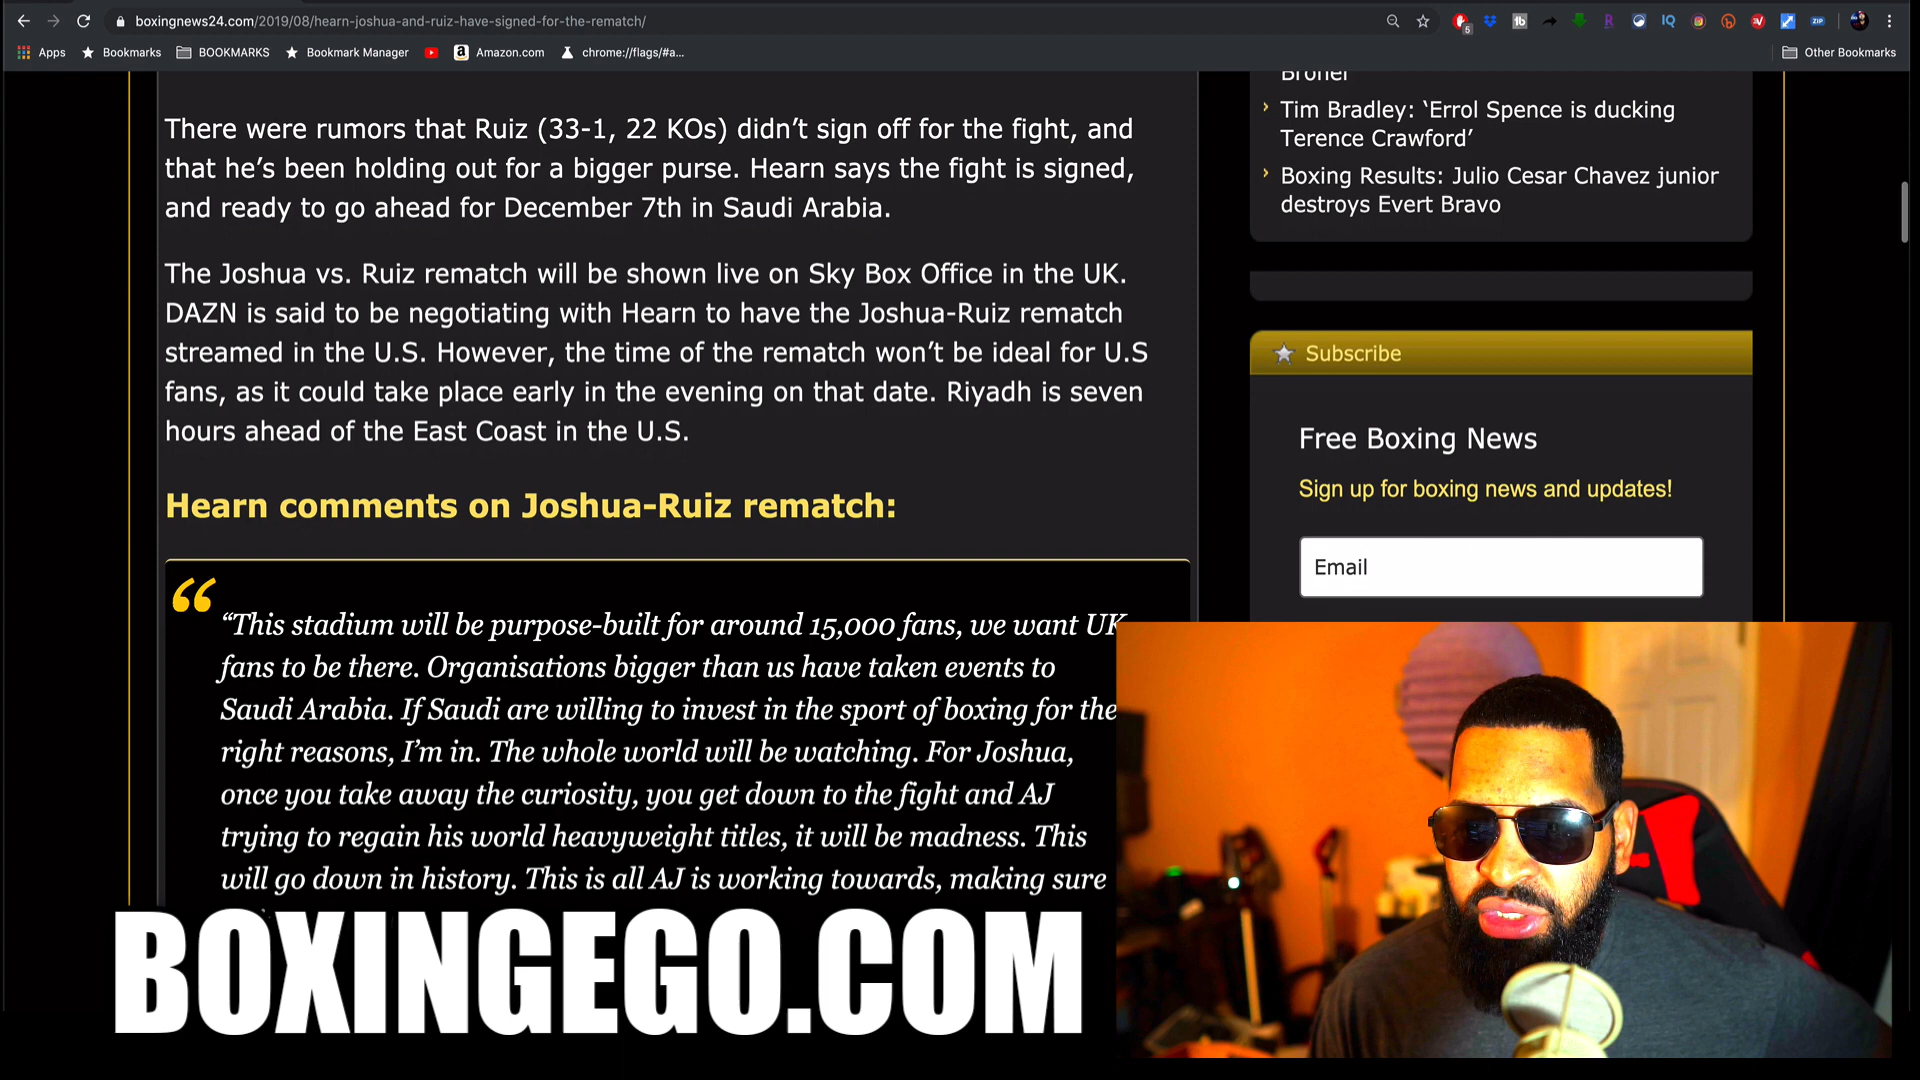 boxingnews24.com/2019/08/hearn-joshua-and-ruiz-have-signed-for-the-rematch/
5
tb
R
IQ
ZIP
Apps
Bookmarks
BOOKMARKS
Bookmark Manager
a
Amazon.com
chrome://flags/#a...
Other Bookmarks
There were rumors that Ruiz (33-1, 22 KOs) didn’t sign off for the fight, and
that he’s been holding out for a bigger purse. Hearn says the fight is signed,
and ready to go ahead for December 7th in Saudi Arabia.
The Joshua vs. Ruiz rematch will be shown live on Sky Box Office in the UK.
DAZN is said to be negotiating with Hearn to have the Joshua-Ruiz rematch
streamed in the U.S. However, the time of the rematch won’t be ideal for U.S
fans, as it could take place early in the evening on that date. Riyadh is seven
hours ahead of the East Coast in the U.S.
Hearn comments on Joshua-Ruiz rematch:
“
“This stadium will be purpose-built for around 15,000 fans, we want UK
fans to be there. Organisations bigger than us have taken events to
Saudi Arabia. If Saudi are willing to invest in the sport of boxing for the
right reasons, I’m in. The whole world will be watching. For Joshua,
once you take away the curiosity, you get down to the fight and AJ
trying to regain his world heavyweight titles, it will be madness. This
will go down in history. This is all AJ is working towards, making sure
Broner
Tim Bradley: ‘Errol Spence is ducking
Terence Crawford’
Boxing Results: Julio Cesar Chavez junior
destroys Evert Bravo
Subscribe
Free Boxing News
Sign up for boxing news and updates!
Email
BOXINGEGO.COM